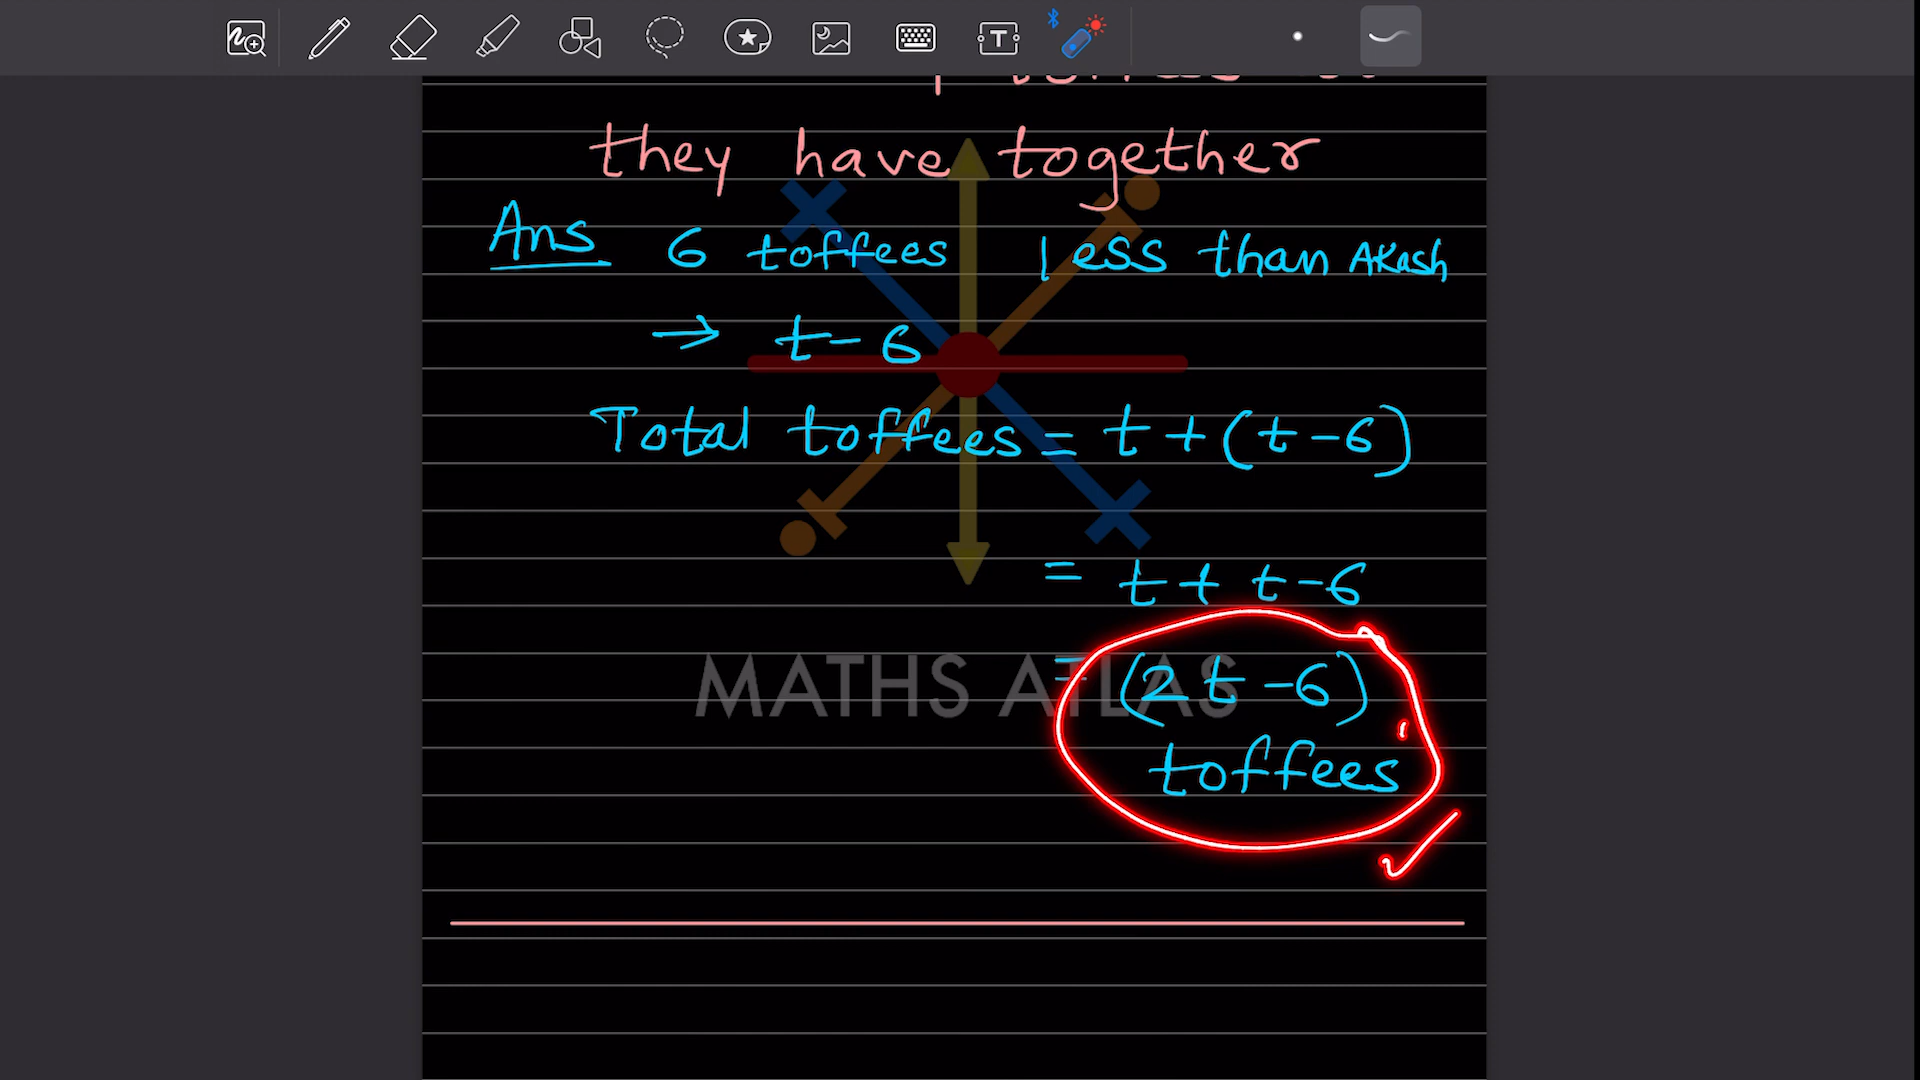 they have together
Ans 6 toffees less than Akash
→ t-6
Total toffees = t+(t-6)
= t+ t-6
= (2t-6)
toffees
MATHS ATLAS